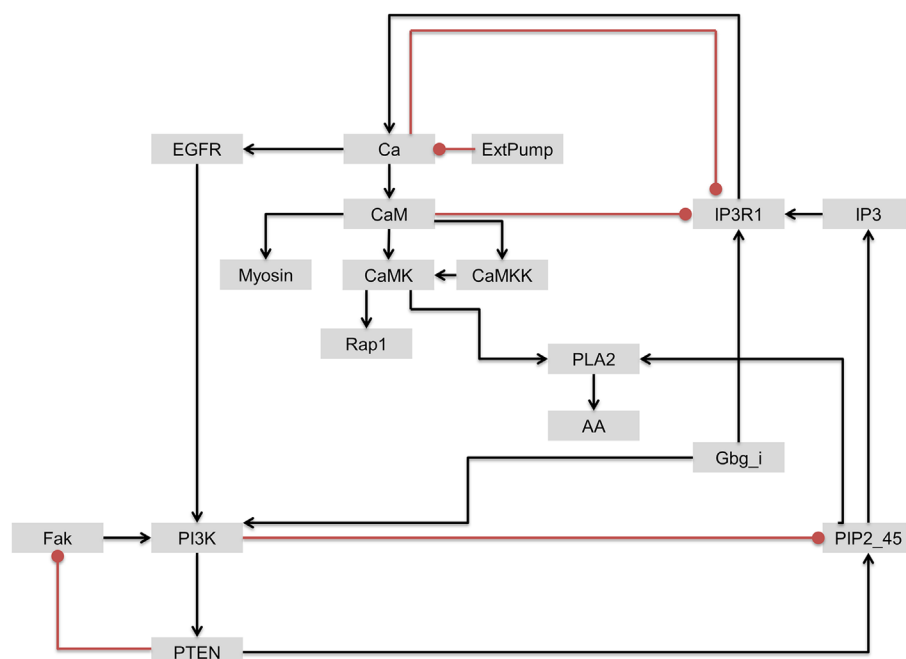 EGFR
Ca
ExtPump
CaM
IP3R1
IP3
Myosin
CaMK
CaMKK
Rap1
PLA2
AA
Gbg_i
Fak
PI3K
PIP2_45
PTEN